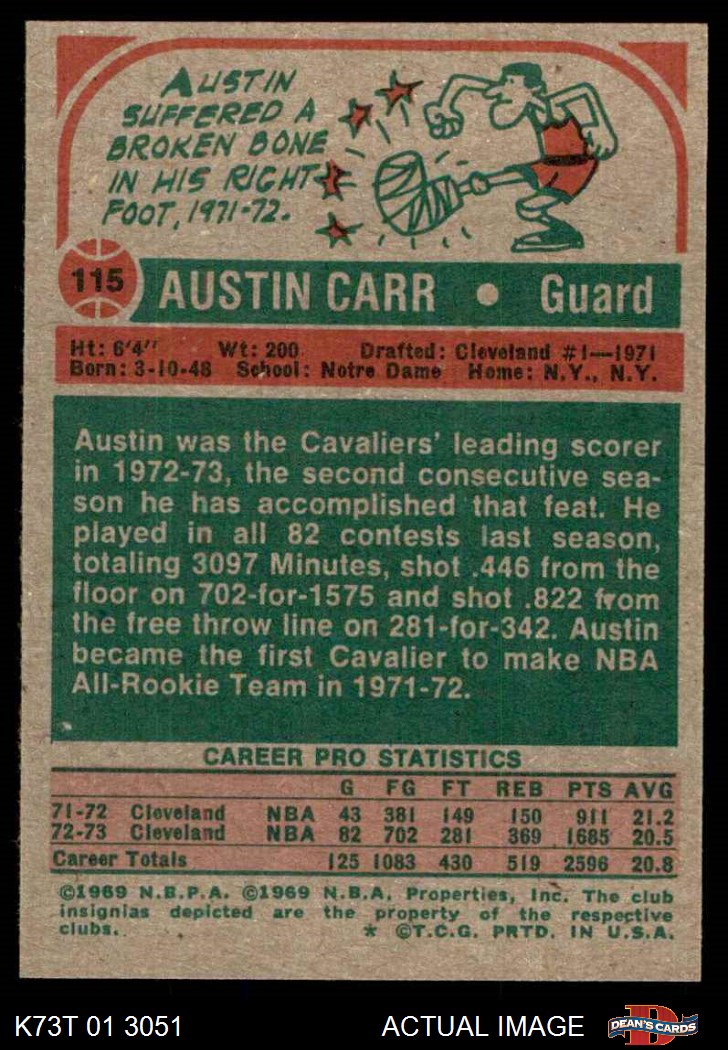 AUSTIN
SUFFERED A
BROKEN BONE
IN HIS RIGHT
FOOT, 1971-72.
115 AUSTIN CARR • Guard
Ht: 6'4" Wt: 200 Drafted: Cleveland #1—1971
Born: 3-10-48 School: Notre Dame Home: N.Y., N.Y.
Austin was the Cavaliers' leading scorer
in 1972-73, the second consecutive sea-
son he has accomplished that feat. He
played in all 82 contests last season,
totaling 3097 Minutes, shot .446 from the
floor on 702-for-1575 and shot .822 from
the free throw line on 281-for-342. Austin
became the first Cavalier to make NBA
All-Rookie Team in 1971-72.
CAREER PRO STATISTICS
G FG FT REB PTS AVG
71-72 Cleveland NBA 43 381 149 150 911 21.2
72-73 Cleveland NBA 82 702 281 369 1685 20.5
Career Totals 125 1083 430 519 2596 20.8
©1969 N.B.P.A. ©1969 N.B.A. Properties, Inc. The club
insignias depicted are the property of the respective
clubs. * ©T.C.G. PRTD. IN U.S.A.
K73T 01 3051 ACTUAL IMAGE D DEAN'S CARDS